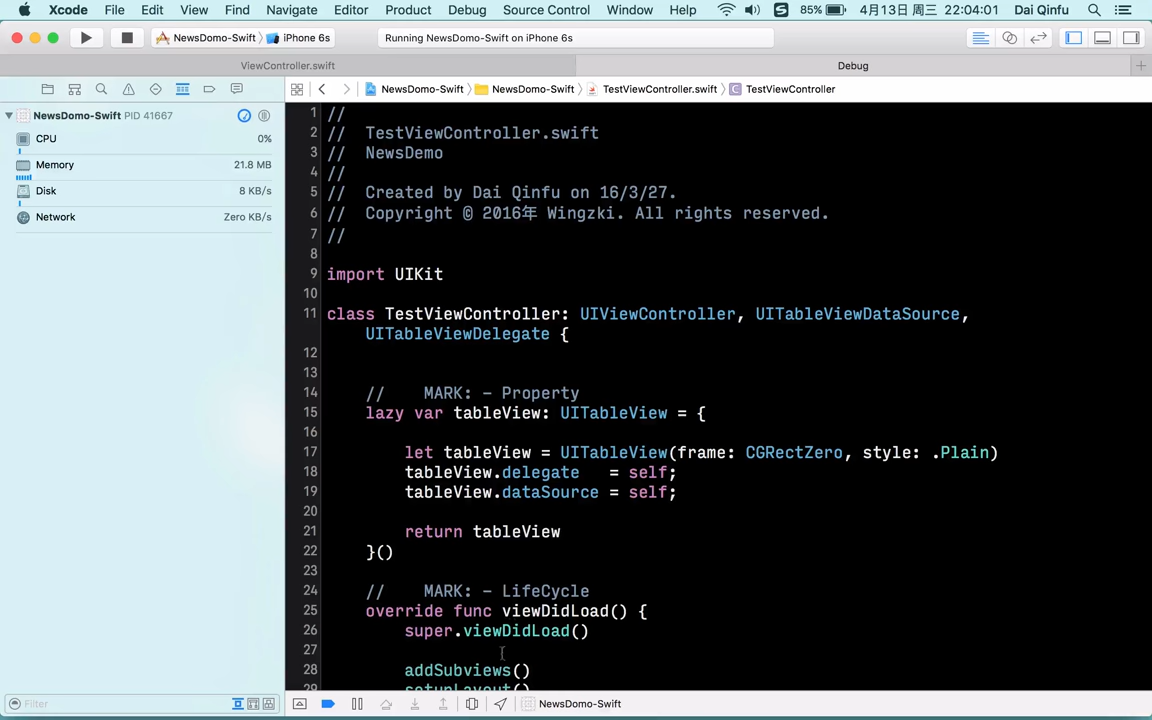 Xcode File Edit View Find Navigate Editor Product Debug Source Control Window Help 85% 4月13日 周三 22:04:01 Dai Qinfu
NewsDomo-Swift iPhone 6s Running NewsDomo-Swift on iPhone 6s
ViewController.swift Debug
NewsDomo-Swift NewsDomo-Swift TestViewController.swift TestViewController
NewsDomo-Swift PID 41667
CPU 0%
Memory 21.8 MB
Disk 8 KB/s
Network Zero KB/s
1 //
2 // TestViewController.swift
3 // NewsDemo
4 //
5 // Created by Dai Qinfu on 16/3/27.
6 // Copyright © 2016年 Wingzki. All rights reserved.
7 //
8
9 import UIKit
10
11 class TestViewController: UIViewController, UITableViewDataSource,
UITableViewDelegate {
12
13
14 // MARK: - Property
15 lazy var tableView: UITableView = {
16
17 let tableView = UITableView(frame: CGRectZero, style: .Plain)
18 tableView.delegate = self;
19 tableView.dataSource = self;
20
21 return tableView
22 }()
23
24 // MARK: - LifeCycle
25 override func viewDidLoad() {
26 super.viewDidLoad()
27
28 addSubviews()
29 setupLayout()
Filter NewsDomo-Swift